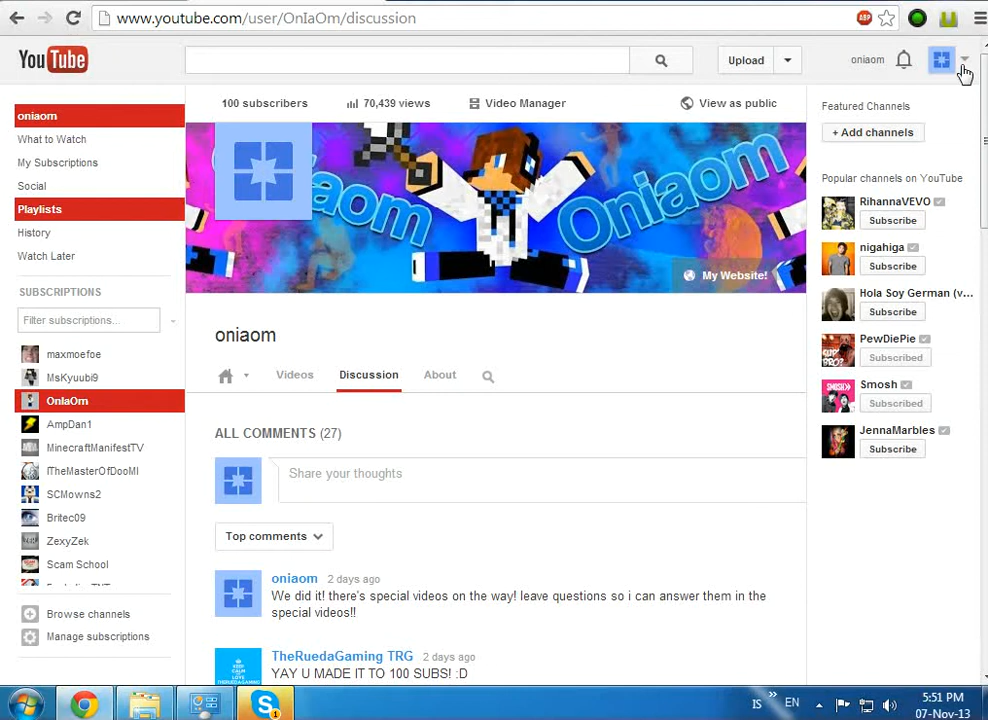 www.youtube.com/user/OnIaOm/discussion
ABP
You Tube
Upload
oniaom
oniaom
What to Watch
My Subscriptions
Social
Playlists
History
Watch Later
SUBSCRIPTIONS
Filter subscriptions...
maxmoefoe
MsKyuubi9
OnIaOm
AmpDan1
MinecraftManifestTV
ITheMasterOfDooMI
SCMowns2
Britec09
ZexyZek
Scam School
Browse channels
Manage subscriptions
100 subscribers
70,439 views
Video Manager
View as public
Oniaom
My Website!
oniaom
Videos
Discussion
About
ALL COMMENTS (27)
Share your thoughts
Top comments
oniaom 2 days ago
We did it! there's special videos on the way! leave questions so i can answer them in the
special videos!!
KEEP
CALM
LOVE
TheRuedaGaming TRG 2 days ago
YAY U MADE IT TO 100 SUBS! :D
Featured Channels
+ Add channels
Popular channels on YouTube
RihannaVEVO
Subscribe
nigahiga
Subscribe
Hola Soy German (v...
Subscribe
PewDiePie
Subscribed
Smosh
Subscribed
JennaMarbles
Subscribe
IS
EN
5:51 PM
07-Nov-13